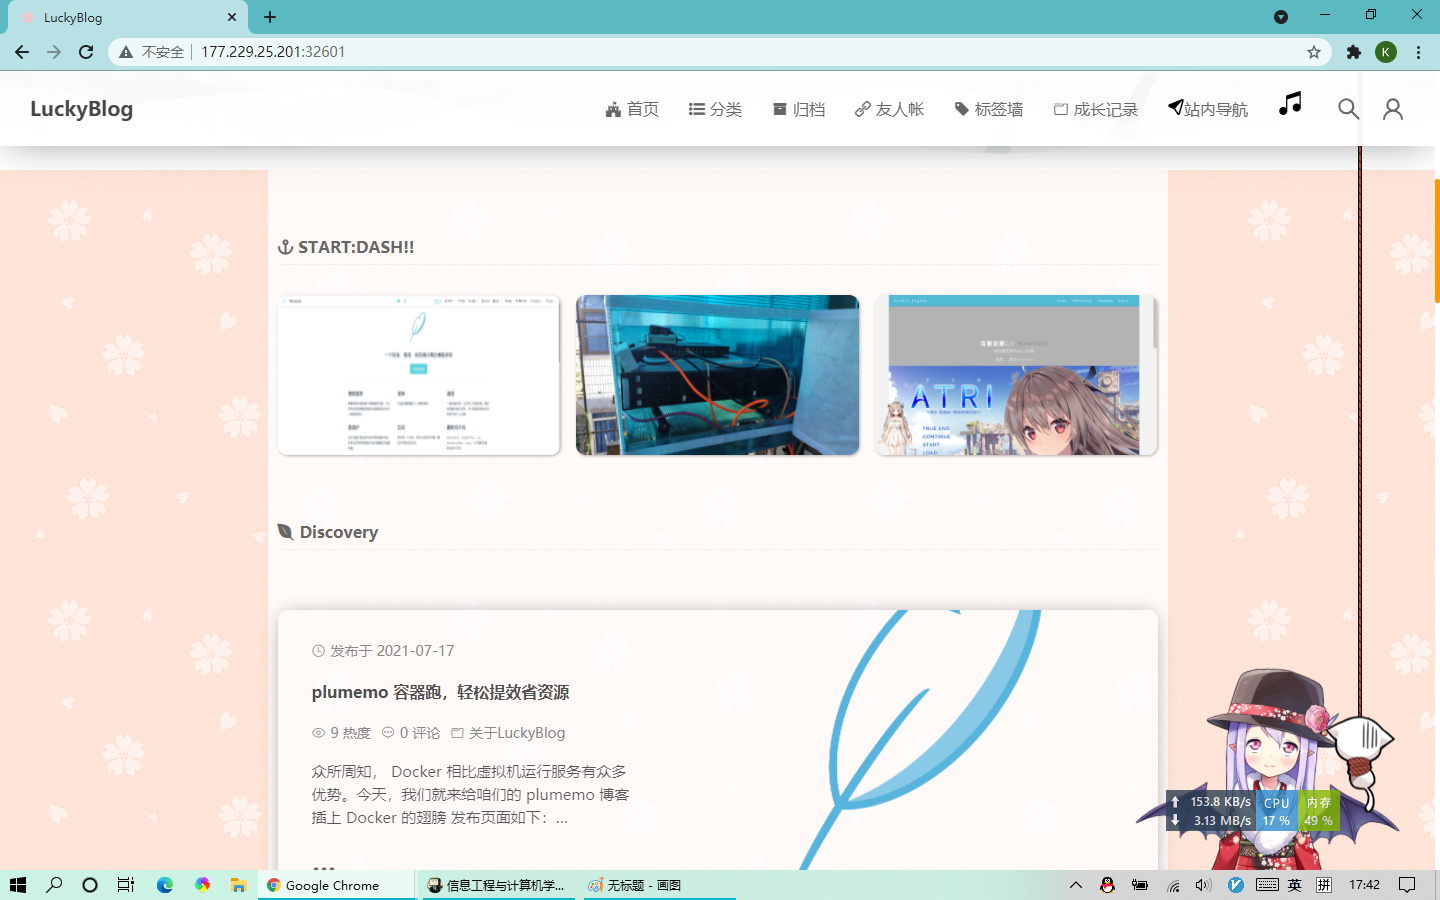 LuckyBlog
不安全
177.229.25.201:32601
K
LuckyBlog
首页
分类
归档
友人帐
标签墙
成长记录
站内导航
START:DASH!!
ATRI
TRUE END
CONTINUE
START
LOAD
Discovery
发布于 2021-07-17
plumemo 容器跑，轻松提效省资源
9 热度 0 评论 关于LuckyBlog
众所周知， Docker 相比虚拟机运行服务有众多
优势。今天，我们就来给咱们的 plumemo 博客
插上 Docker 的翅膀 发布页面如下：...
153.8 KB/s CPU 内存
3.13 MB/s 17 % 49 %
Google Chrome
信息工程与计算机学...
无标题 - 画图
英
拼
17:42